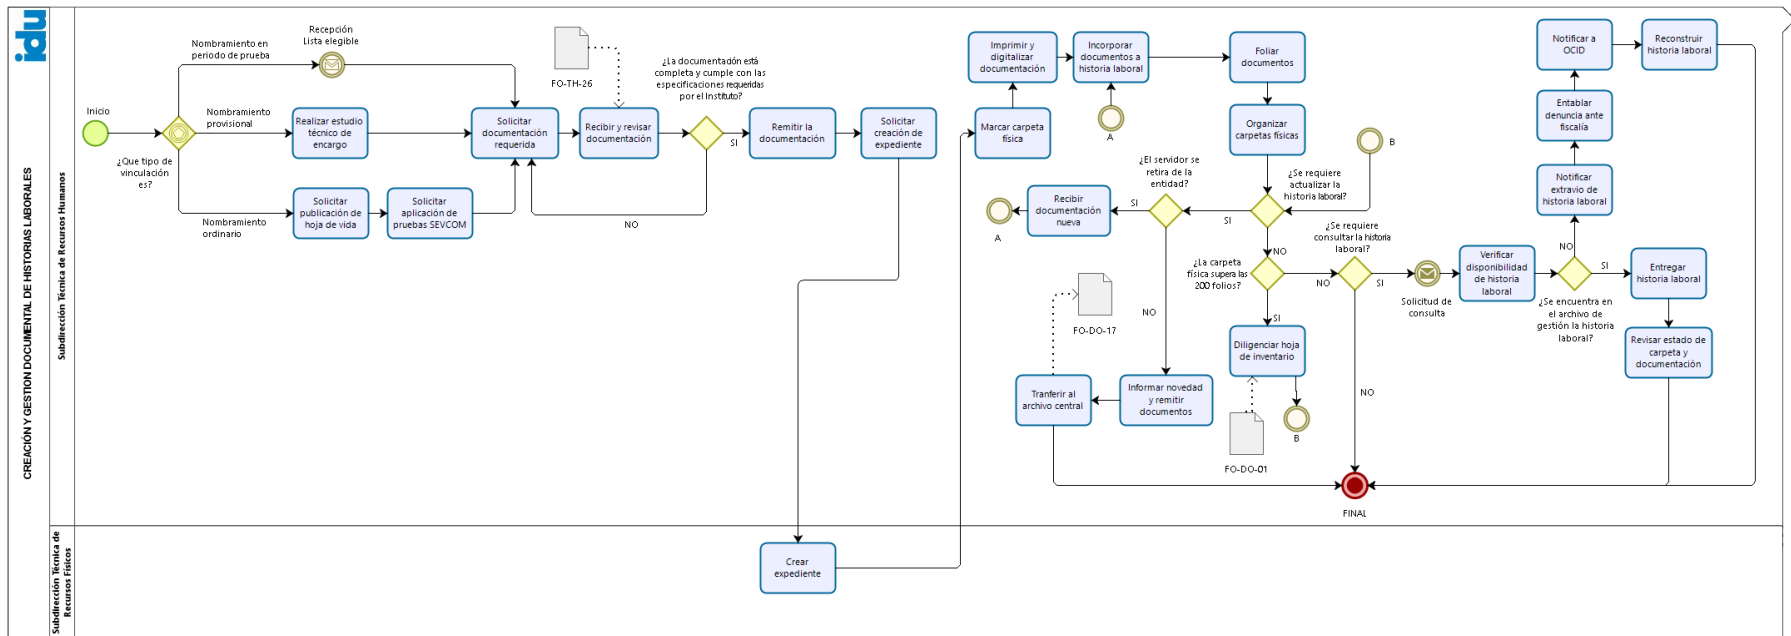 idu
CREACIÓN Y GESTION DOCUMENTAL DE HISTORIAS LABORALES
Subdirección Técnica de Recursos Humanos
Inicio
¿Que tipo de
vinculación
es?
Nombramiento en
periodo de prueba
Recepción
Lista elegible
Nombramiento
provisional
Realizar estudio
técnico de
encargo
Nombramiento
ordinario
Solicitar
publicación de
hoja de vida
Solicitar
aplicación de
pruebas SEVCOM
Solicitar
documentación
requerida
FO-TH-26
Recibir y revisar
documentación
¿La documentación está
completa y cumple con las
especificaciones requeridas
por el Instituto?
SI
NO
Remitir la
documentación
Solicitar
creación de
expediente
Marcar carpeta
física
Imprimir y
digitalizar
documentación
Incorporar
documentos a
historia laboral
A
Foliar
documentos
Organizar
carpetas físicas
B
¿Se requiere
actualizar la
historia laboral?
SI
NO
¿El servidor se
retira de la
entidad?
SI
NO
Recibir
documentación
nueva
A
¿La carpeta
física supera las
200 folios?
SI
NO
Diligenciar hoja
de inventario
FO-DO-01
B
Informar novedad
y remitir
documentos
Tranferir al
archivo central
FO-DO-17
¿Se requiere
consultar la historia
laboral?
SI
NO
Solicitud de
consulta
Verificar
disponibilidad
de historia
laboral
¿Se encuentra en
el archivo de
gestión la historia
laboral?
NO
SI
Notificar
extravio de
historia laboral
Entablar
denuncia ante
fiscalía
Notificar a
OCID
Reconstruir
historia laboral
Entregar
historia laboral
Revisar estado de
carpeta y
documentación
FINAL
Subdirección Técnica de
Recursos Físicos
Crear
expediente